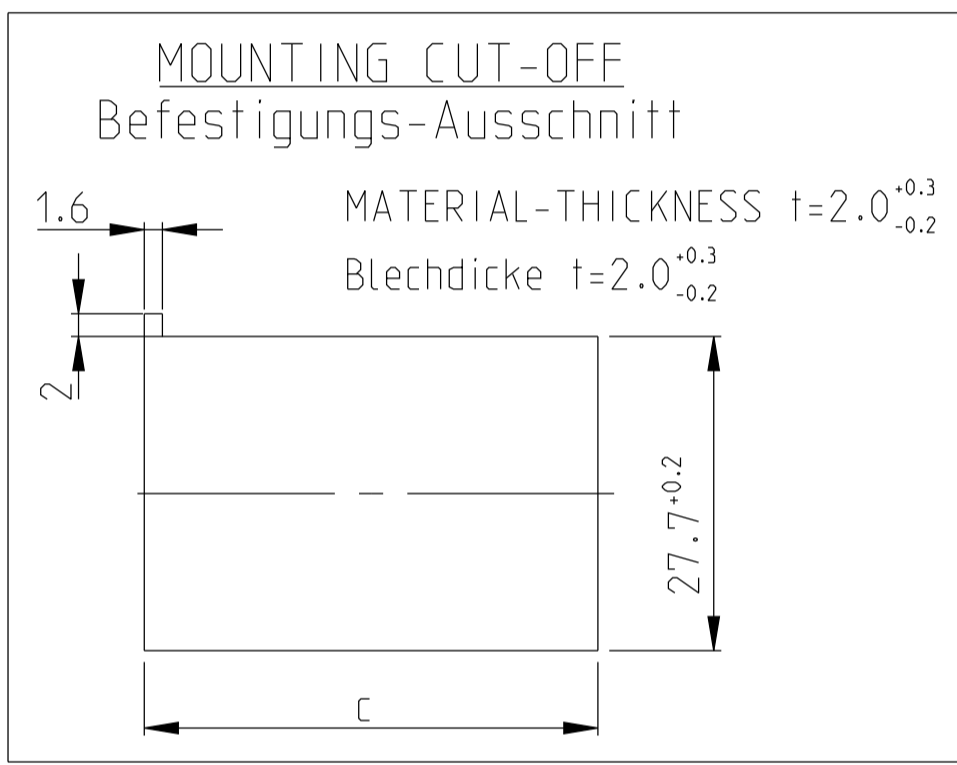 MOUNTING CUT-OFF
Befestigungs-Ausschnitt
1.6
MATERIAL-THICKNESS t=2.0 +0.3 -0.2
Blechdicke t=2.0 +0.3 -0.2
2
27.7 +0.2
C